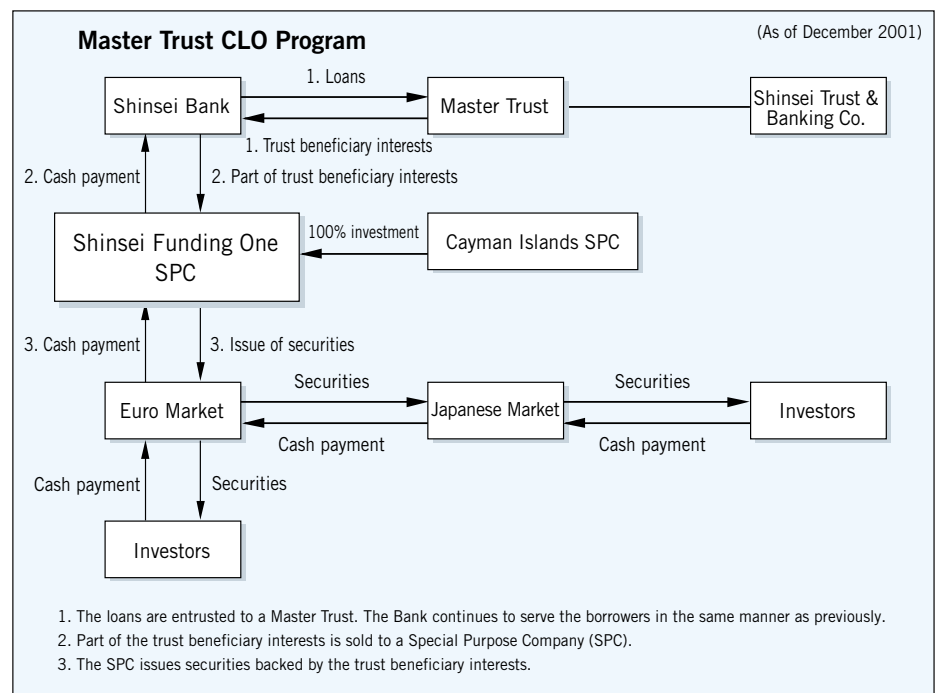 Master Trust CLO Program
(As of December 2001)
1. Loans
Shinsei Bank
Master Trust
Shinsei Trust &
Banking Co.
1. Trust beneficiary interests
2. Cash payment
2. Part of trust beneficiary interests
Shinsei Funding One
SPC
100% investment
Cayman Islands SPC
3. Cash payment
3. Issue of securities
Securities
Securities
Euro Market
Japanese Market
Investors
Cash payment
Cash payment
Cash payment
Securities
Investors
1. The loans are entrusted to a Master Trust. The Bank continues to serve the borrowers in the same manner as previously.
2. Part of the trust beneficiary interests is sold to a Special Purpose Company (SPC).
3. The SPC issues securities backed by the trust beneficiary interests.